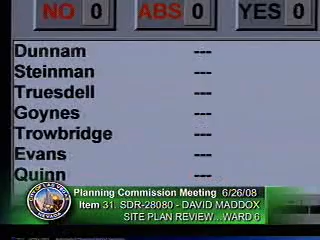 NO 0 ABS 0 YES 0
Dunnam ---
Steinman ---
Truesdell ---
Goynes ---
Trowbridge ---
Evans ---
Quinn ---
Planning Commission Meeting 6/26/08
Item 31. SDR-28080 - DAVID MADDOX
SITE PLAN REVIEW...WARD 6